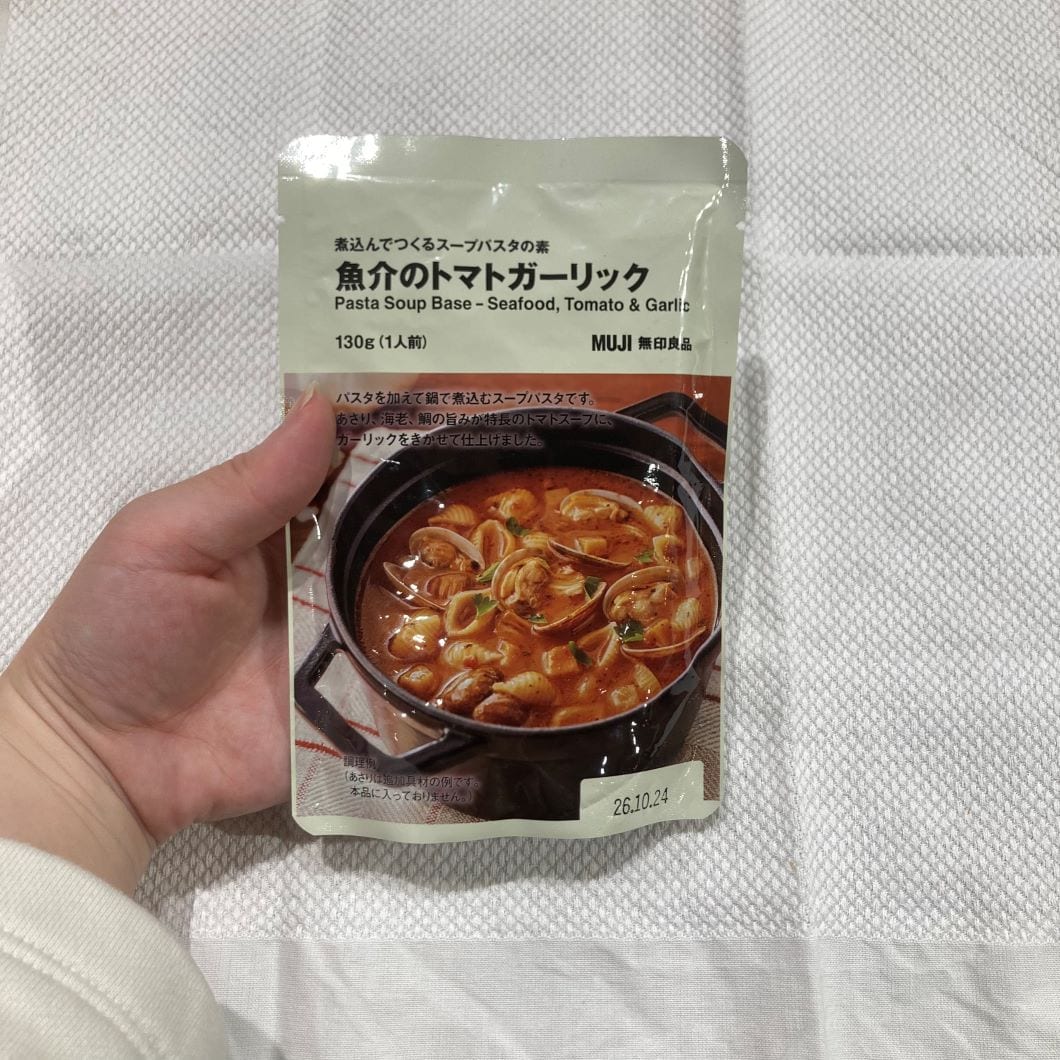 煮込んでつくるスープパスタの素
魚介のトマトガーリック
Pasta Soup Base – Seafood, Tomato & Garlic
130g（1人前）
MUJI 無印良品
パスタを加えて鍋で煮込むスープパスタです。
あさり、海老、鯛の旨みが特長のトマトスープに、
ガーリックをきかせて仕上げました。
調理例
（あさりは追加具材の例です。
本品に入っておりません。）
26.10.24